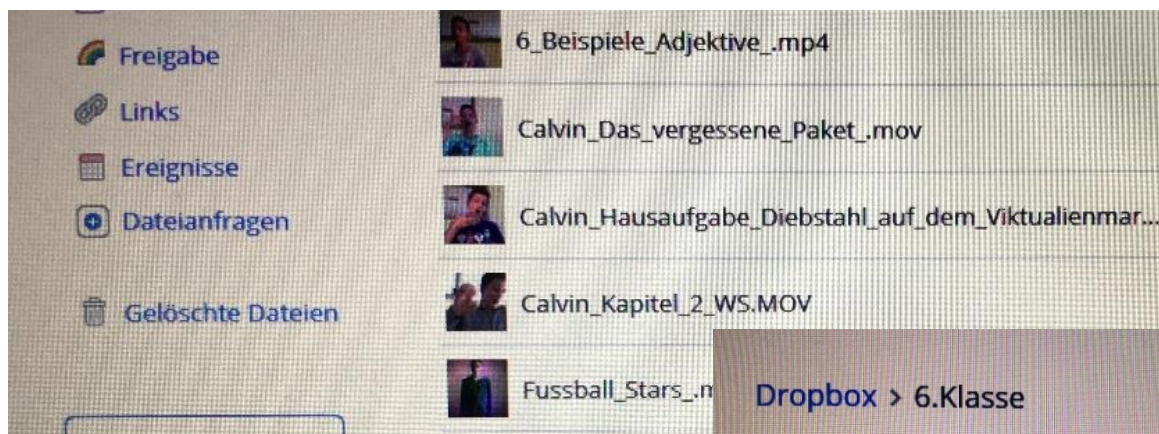 Freigabe
Links
Ereignisse
Dateianfragen
Gelöschte Dateien
6_Beispiele_Adjektive_.mp4
Calvin_Das_vergessene_Paket_.mov
Calvin_Hausaufgabe_Diebstahl_auf_dem_Viktualienmar...
Calvin_Kapitel_2_WS.MOV
Fussball_Stars_.m
Dropbox > 6.Klasse